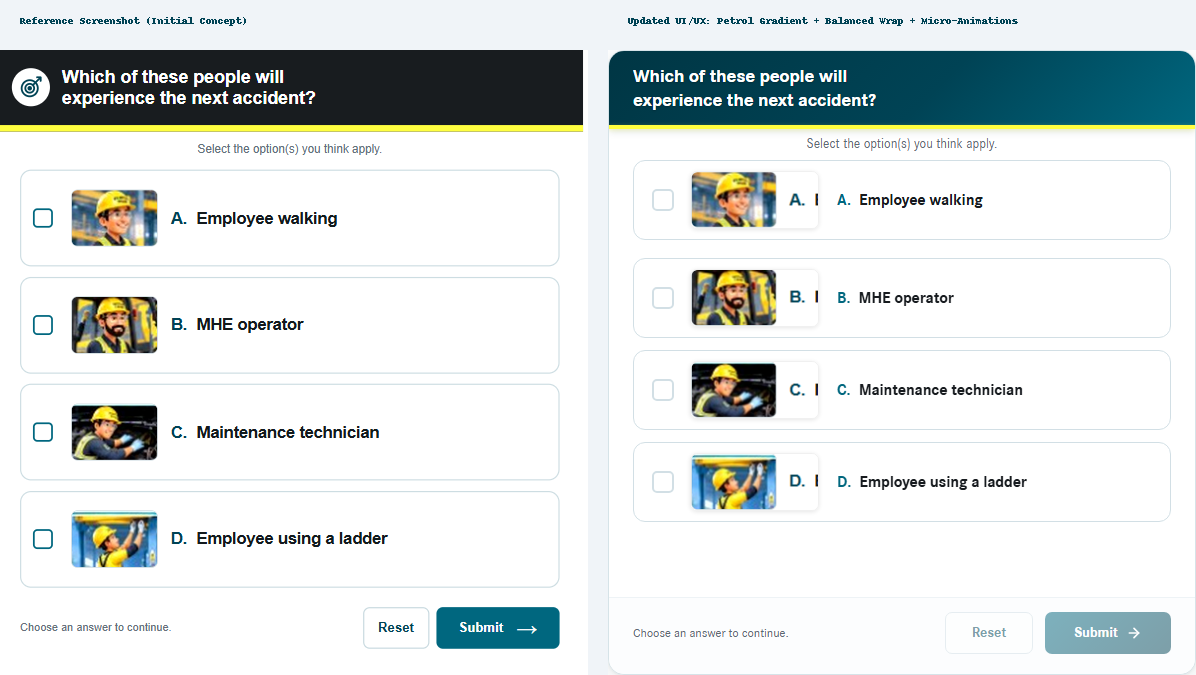 Reference Screenshot (Initial Concept)
Which of these people will
experience the next accident?
Select the option(s) you think apply.
A. Employee walking
B. MHE operator
C. Maintenance technician
D. Employee using a ladder
Choose an answer to continue.
Reset
Submit →
Updated UI/UX: Petrol Gradient + Balanced Wrap + Micro-Animations
Which of these people will
experience the next accident?
Select the option(s) you think apply.
A. A. Employee walking
B. B. MHE operator
C. C. Maintenance technician
D. D. Employee using a ladder
Choose an answer to continue.
Reset
Submit →